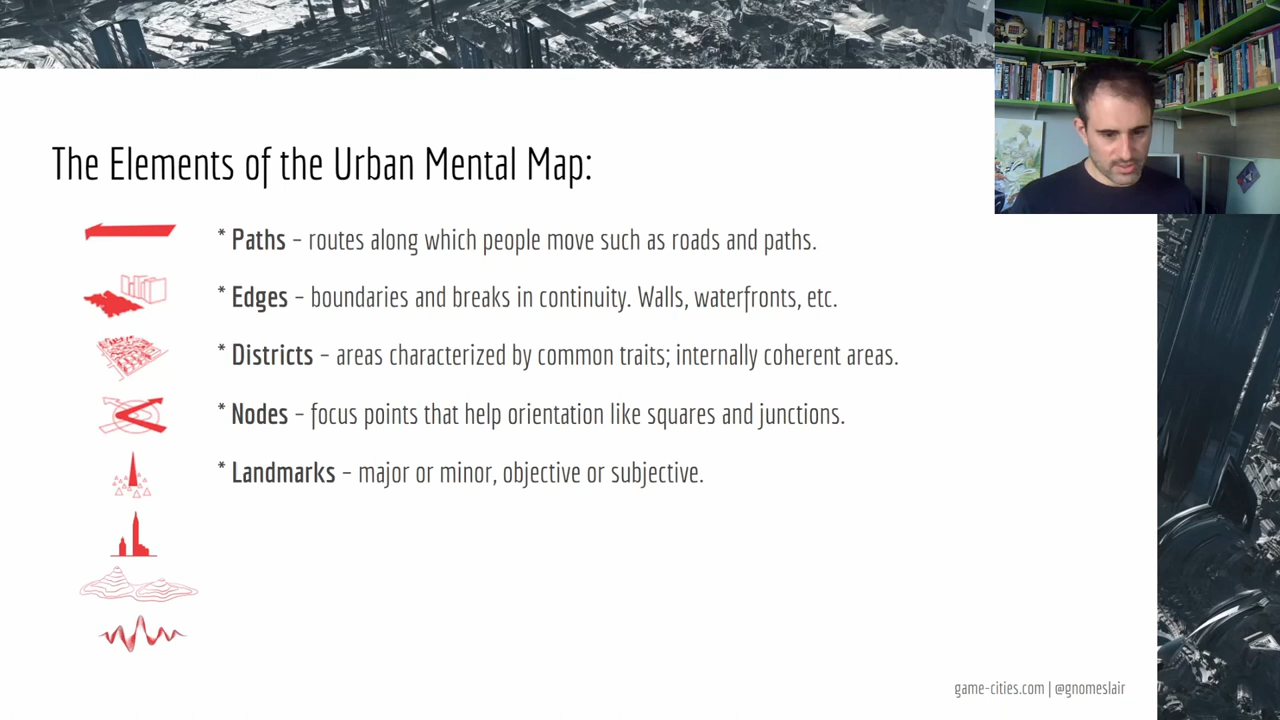 The Elements of the Urban Mental Map:
* Paths – routes along which people move such as roads and paths.
* Edges – boundaries and breaks in continuity. Walls, waterfronts, etc.
* Districts – areas characterized by common traits; internally coherent areas.
* Nodes – focus points that help orientation like squares and junctions.
* Landmarks – major or minor, objective or subjective.
game-cities.com | @gnomeslair